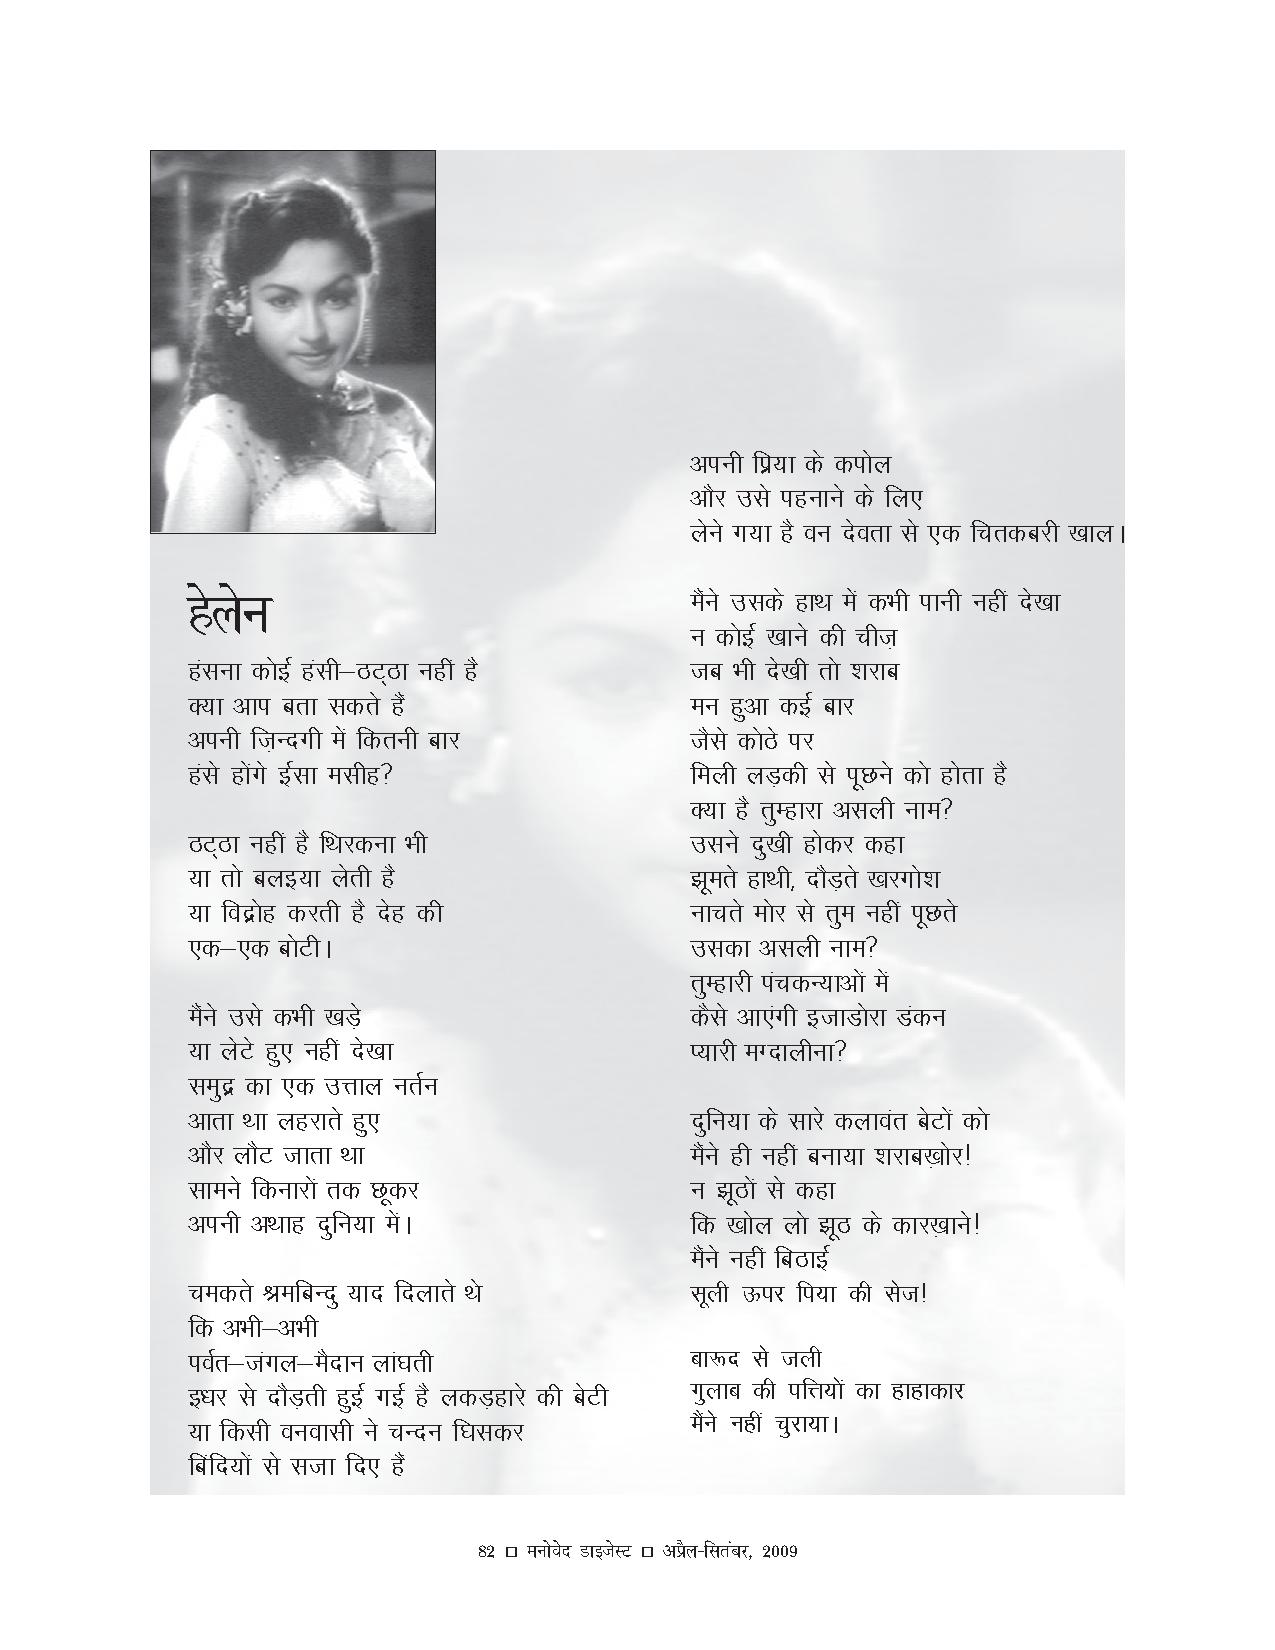 हेलेन
हंसना कोई हंसी–ठट्ठा नहीं है
क्या आप बता सकते हैं
अपनी ज़िन्दगी में कितनी बार
हंसे होंगे ईसा मसीह?

ठट्ठा नहीं है थिरकना भी
या तो बलइया लेती है
या विद्रोह करती है देह की
एक–एक बोटी।

मैंने उसे कभी खड़े
या लेटे हुए नहीं देखा
समुद्र का एक उत्ताल नर्तन
आता था लहराते हुए
और लौट जाता था
सामने किनारों तक छूकर
अपनी अथाह दुनिया में।

चमकते श्रमबिन्दु याद दिलाते थे
कि अभी–अभी
पर्वत–जंगल–मैदान लांघती
इधर से दौड़ती हुई गई है लकड़हारे की बेटी
या किसी वनवासी ने चन्दन घिसकर
बिंदियों से सजा दिए हैं
अपनी प्रिया के कपोल
और उसे पहनाने के लिए
लेने गया है वन देवता से एक चितकबरी खाल।

मैंने उसके हाथ में कभी पानी नहीं देखा
न कोई खाने की चीज़
जब भी देखी तो शराब
मन हुआ कई बार
जैसे कोठे पर
मिली लड़की से पूछने को होता है
क्या है तुम्हारा असली नाम?
उसने दुखी होकर कहा
झूमते हाथी, दौड़ते खरगोश
नाचते मोर से तुम नहीं पूछते
उसका असली नाम?
तुम्हारी पंचकन्याओं में
कैसे आएंगी इजाडोरा डंकन
प्यारी मग्दालीना?

दुनिया के सारे कलावंत बेटों को
मैंने ही नहीं बनाया शराबख़ोर!
न झूठों से कहा
कि खोल लो झूठ के कारख़ाने!
मैंने नहीं बिठाई
सूली ऊपर पिया की सेज!

बारूद से जली
गुलाब की पत्तियों का हाहाकार
मैंने नहीं चुराया।

82 □ मनोवेद डाइजेस्ट □ अप्रैल-सितंबर, 2009